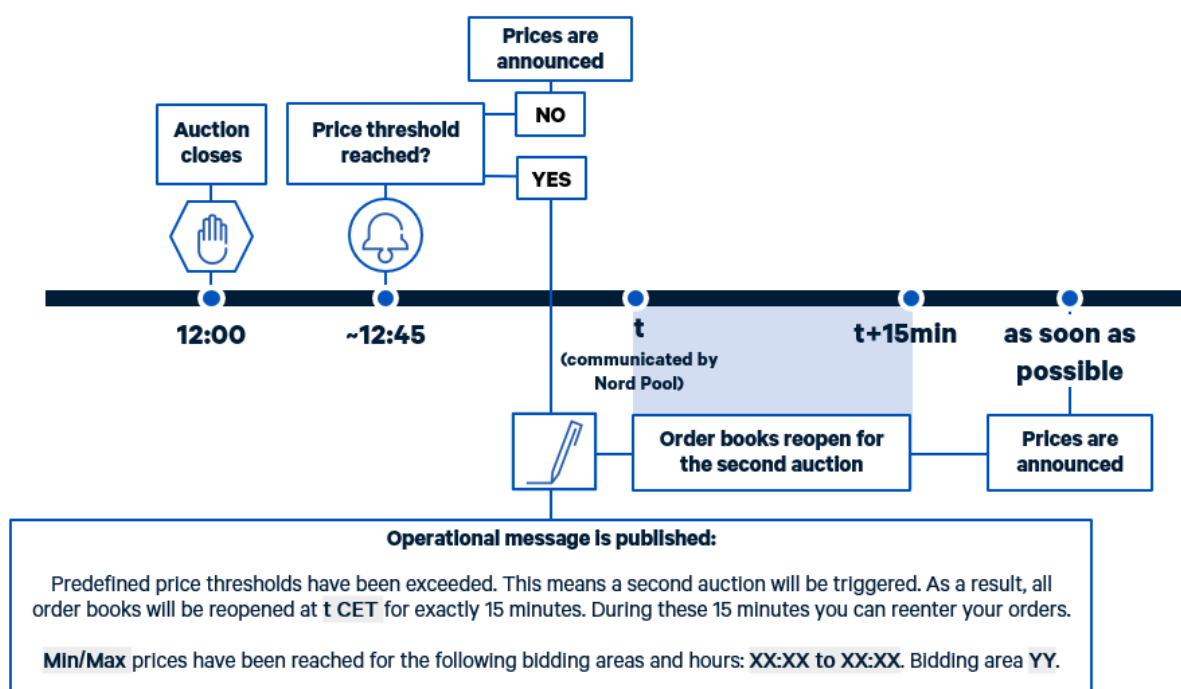 Prices are
announced
NO
Auction
closes
Price threshold
reached?
YES
12:00
~12:45
t
(communicated by
Nord Pool)
t+15min
as soon as
possible
Order books reopen for
the second auction
Prices are
announced
Operational message is published:
Predefined price thresholds have been exceeded. This means a second auction will be triggered. As a result, all
order books will be reopened at t CET for exactly 15 minutes. During these 15 minutes you can reenter your orders.
Min/Max prices have been reached for the following bidding areas and hours: XX:XX to XX:XX. Bidding area YY.